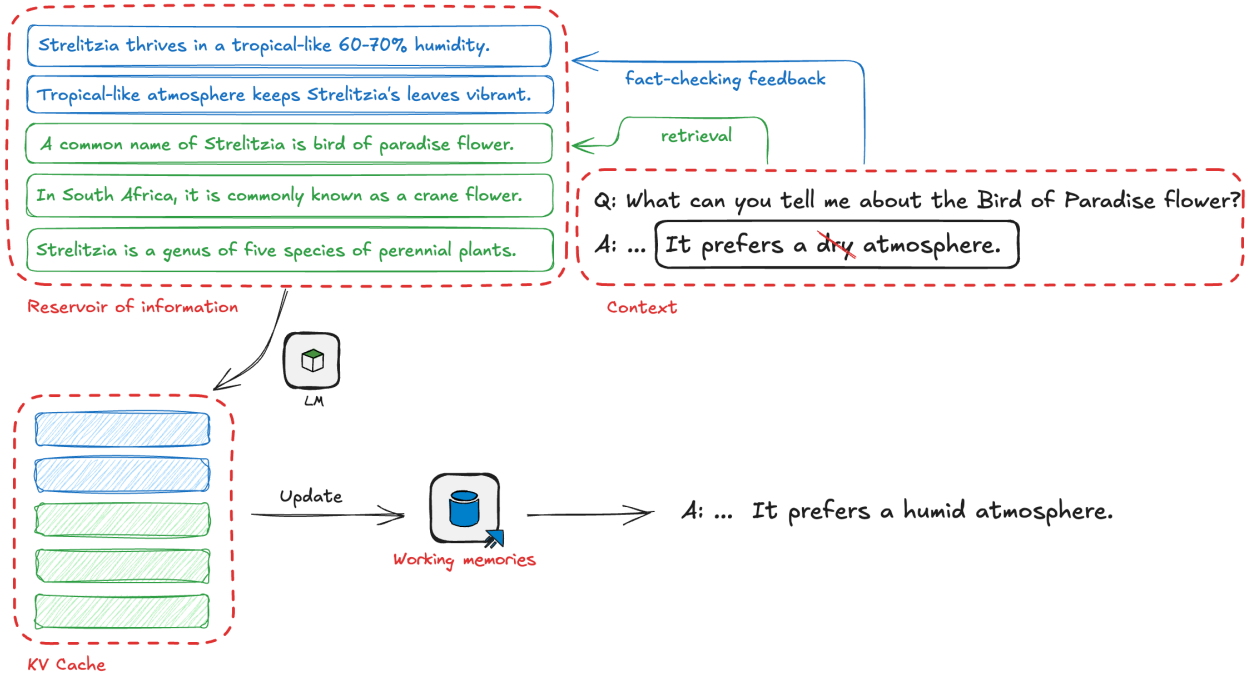 Strelitzia thrives in a tropical-like 60-70% humidity.
Tropical-like atmosphere keeps Strelitzia's leaves vibrant.
A common name of Strelitzia is bird of paradise flower.
In South Africa, it is commonly known as a crane flower.
Strelitzia is a genus of five species of perennial plants.
Reservoir of information
fact-checking feedback
retrieval
Q: What can you tell me about the Bird of Paradise flower?
A: ... It prefers a dry atmosphere.
Context
LM
KV Cache
Update
Working memories
A: ... It prefers a humid atmosphere.